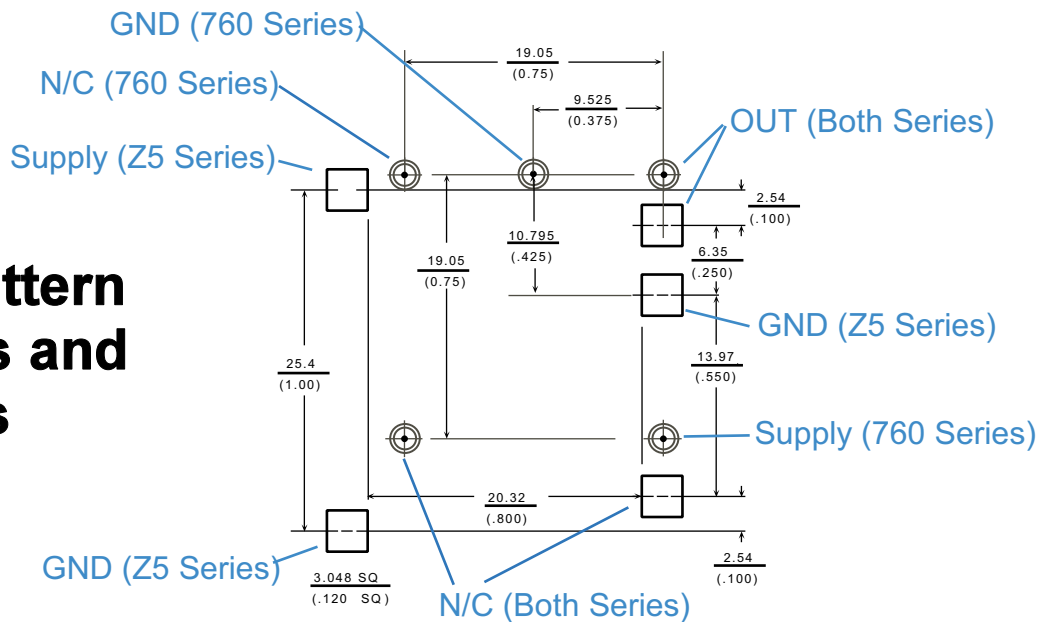 GND (760 Series)
19.05
(0.75)
N/C (760 Series)
9.525
(0.375)
OUT (Both Series)
Supply (Z5 Series)
2.54
(.100)
10.795
(.425)
6.35
(.250)
19.05
(0.75)
ttern
s and
s
GND (Z5 Series)
25.4
(1.00)
13.97
(.550)
Supply (760 Series)
20.32
(.800)
GND (Z5 Series)
3.048 SQ
(.120 SQ)
2.54
(.100)
N/C (Both Series)